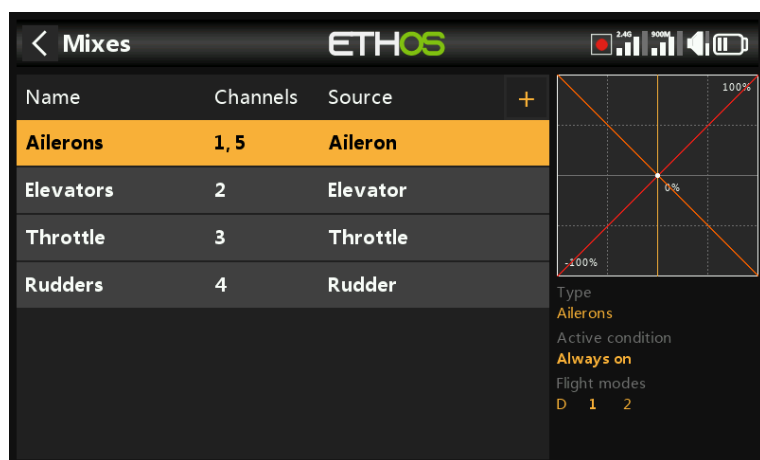 Mixes ETHOS 2.4G 900M
Name Channels Source +
Ailerons 1, 5 Aileron
Elevators 2 Elevator
Throttle 3 Throttle
Rudders 4 Rudder
100%
0%
-100%
Type
Ailerons
Active condition
Always on
Flight modes
D 1 2